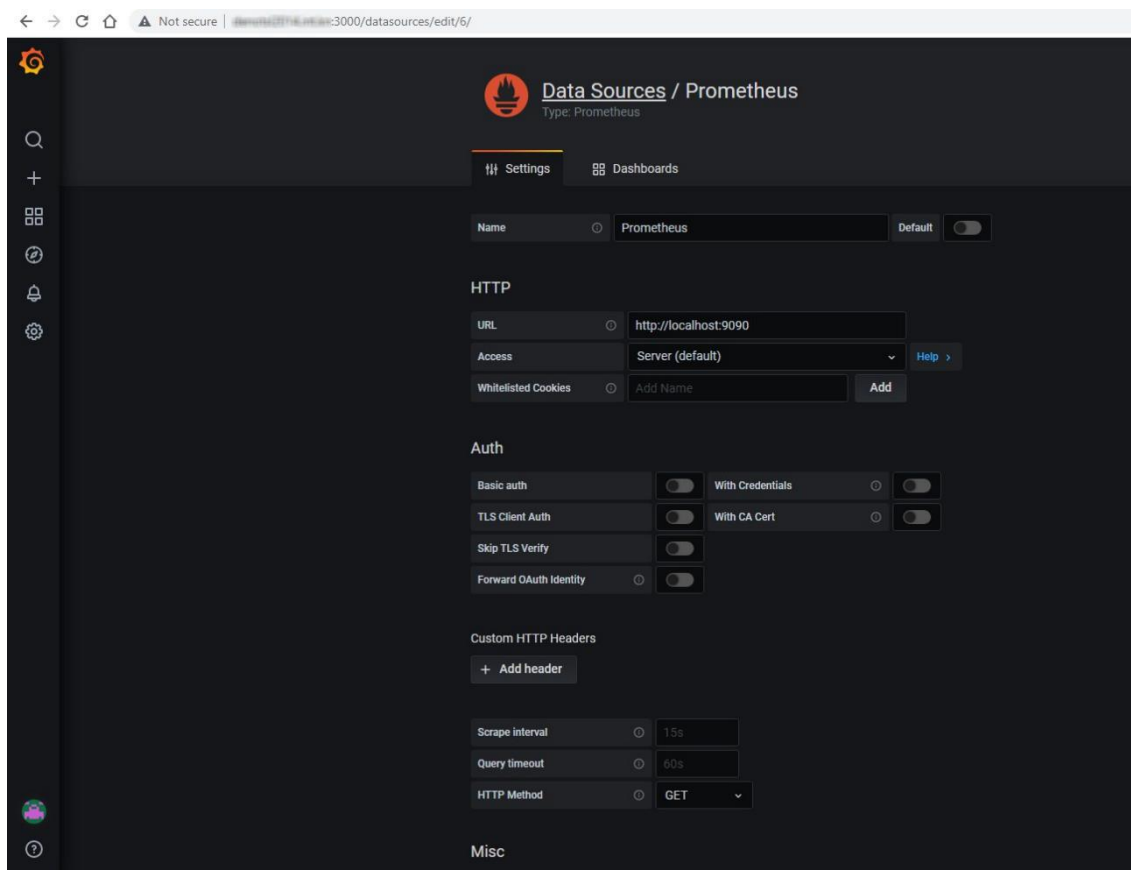 Not secure | :3000/datasources/edit/6/
Data Sources / Prometheus
Type: Prometheus
Settings Dashboards
Name Prometheus Default
HTTP
URL http://localhost:9090
Access Server (default) Help >
Whitelisted Cookies Add Name Add
Auth
Basic auth With Credentials
TLS Client Auth With CA Cert
Skip TLS Verify
Forward OAuth Identity
Custom HTTP Headers
+ Add header
Scrape interval 15s
Query timeout 60s
HTTP Method GET
Misc